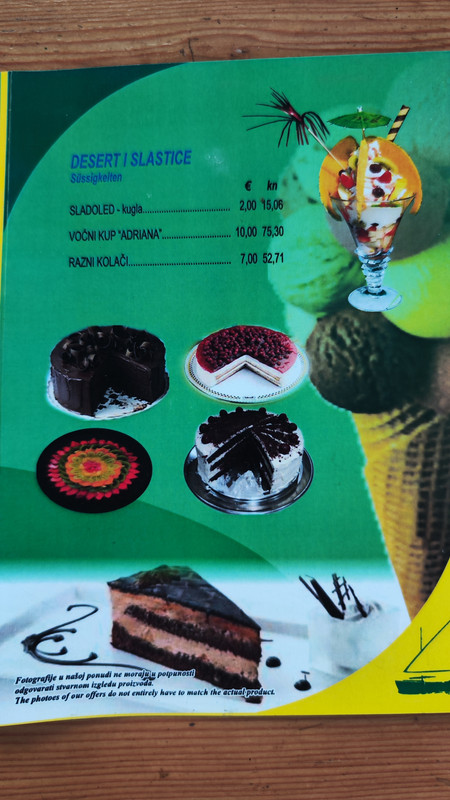 DESERT I SLASTICE
Süssigkeiten
€ kn
SLADOLED - kugla.................................. 2,00 15,06
VOĆNI KUP "ADRIANA"......................... 10,00 75,30
RAZNI KOLAČI....................................... 7,00 52,71
Fotografije u našoj ponudi ne moraju u potpunosti
odgovarati stvarnom izgledu proizvoda.
The photoes of our offers do not entirely have to match the actual product.